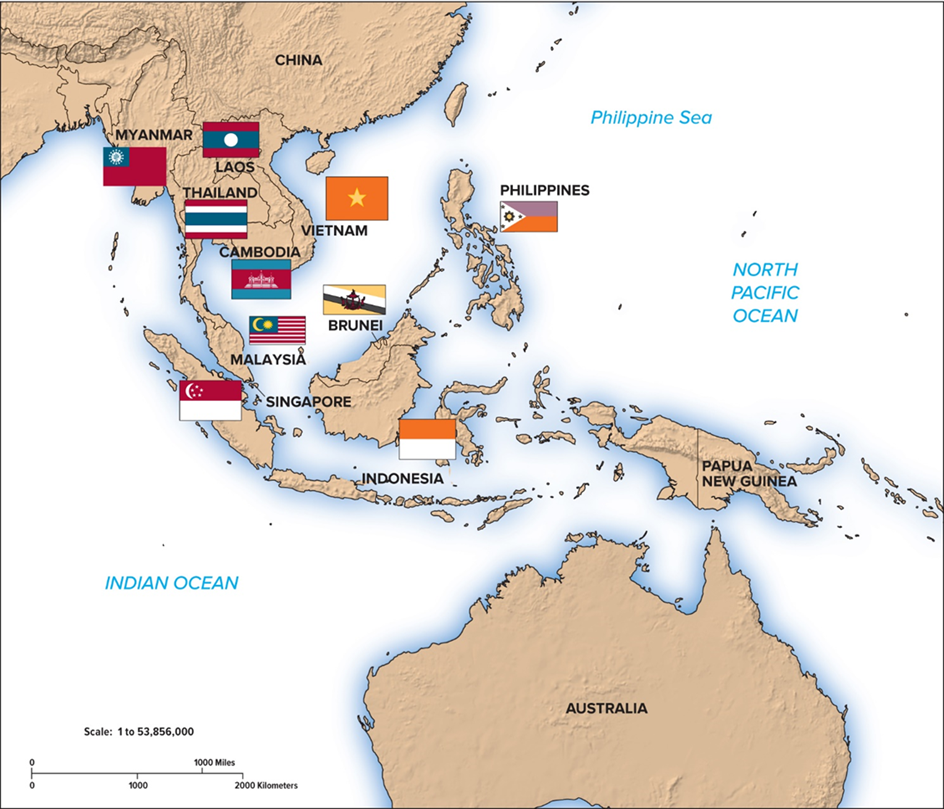 CHINA
Philippine Sea
MYANMAR
LAOS
THAILAND
PHILIPPINES
VIETNAM
CAMBODIA
NORTH
PACIFIC
OCEAN
BRUNEI
MALAYSIA
SINGAPORE
INDONESIA
PAPUA
NEW GUINEA
INDIAN OCEAN
AUSTRALIA
Scale: 1 to 53,856,000
0 1000 Miles
0 1000 2000 Kilometers